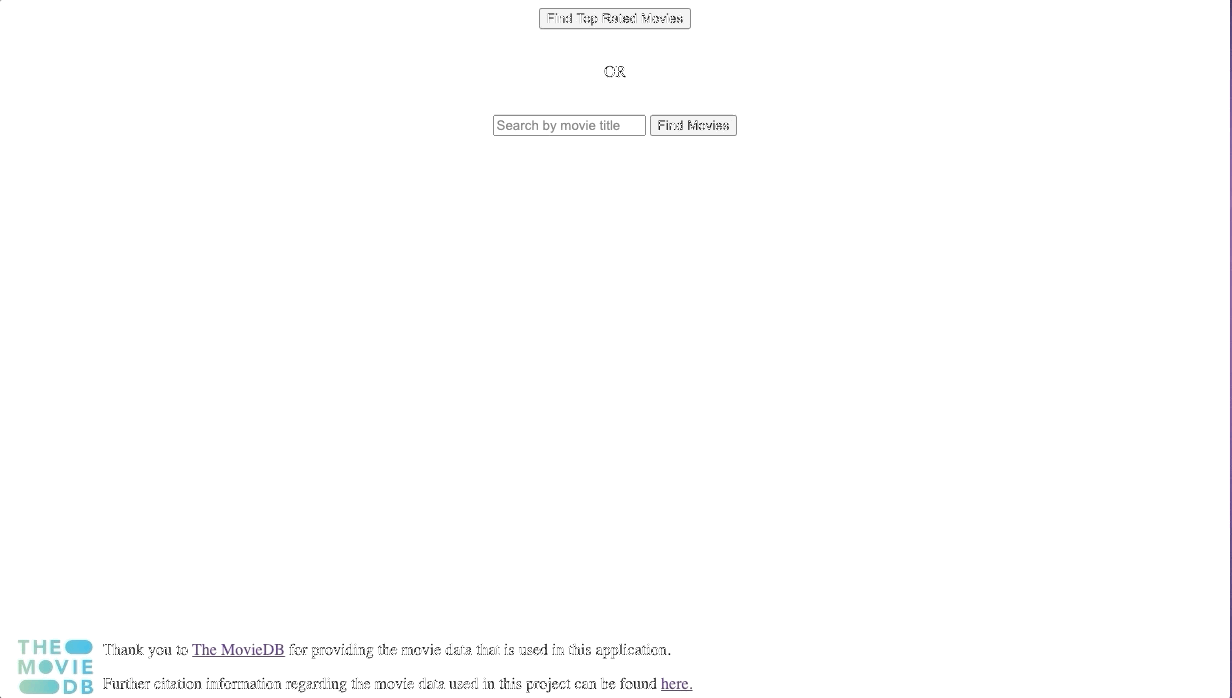 Find Top Rated Movies
OR
Search by movie title Find Movies
THE
MOVIE
DB
Thank you to The MovieDB for providing the movie data that is used in this application.
Further citation information regarding the movie data used in this project can be found here.